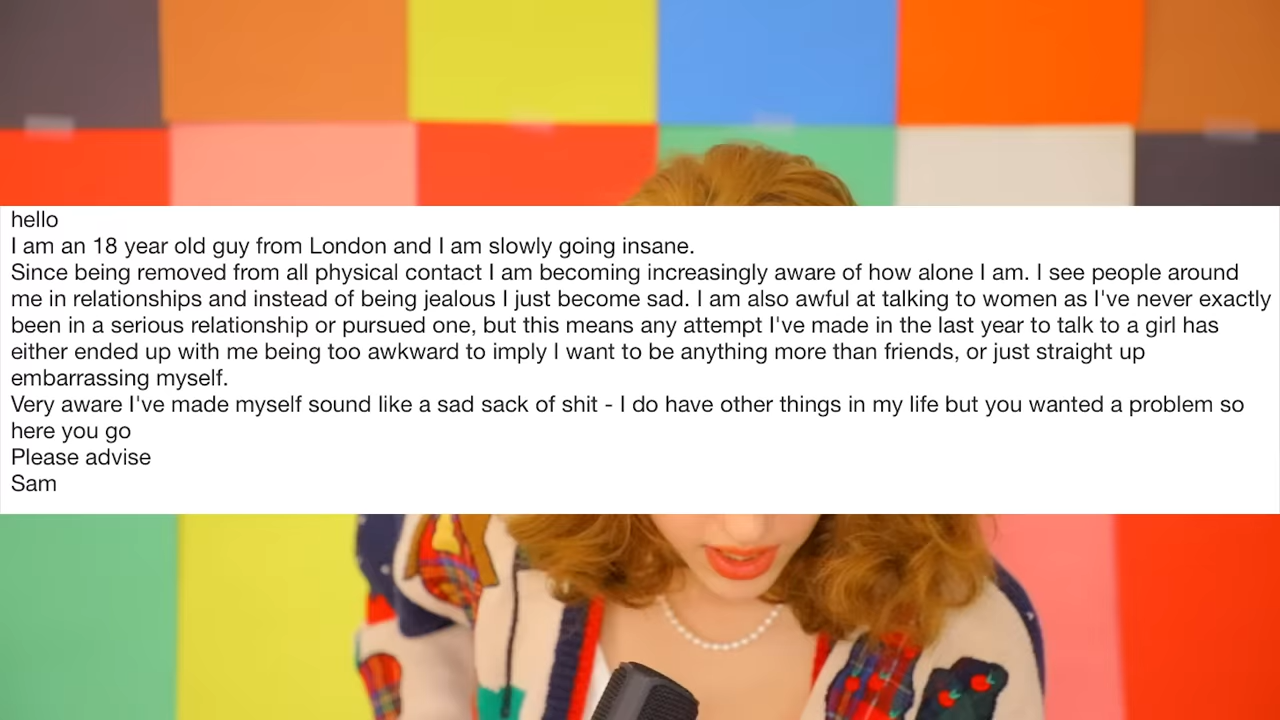 hello
I am an 18 year old guy from London and I am slowly going insane.
Since being removed from all physical contact I am becoming increasingly aware of how alone I am. I see people around
me in relationships and instead of being jealous I just become sad. I am also awful at talking to women as I've never exactly
been in a serious relationship or pursued one, but this means any attempt I've made in the last year to talk to a girl has
either ended up with me being too awkward to imply I want to be anything more than friends, or just straight up
embarrassing myself.
Very aware I've made myself sound like a sad sack of shit - I do have other things in my life but you wanted a problem so
here you go
Please advise
Sam